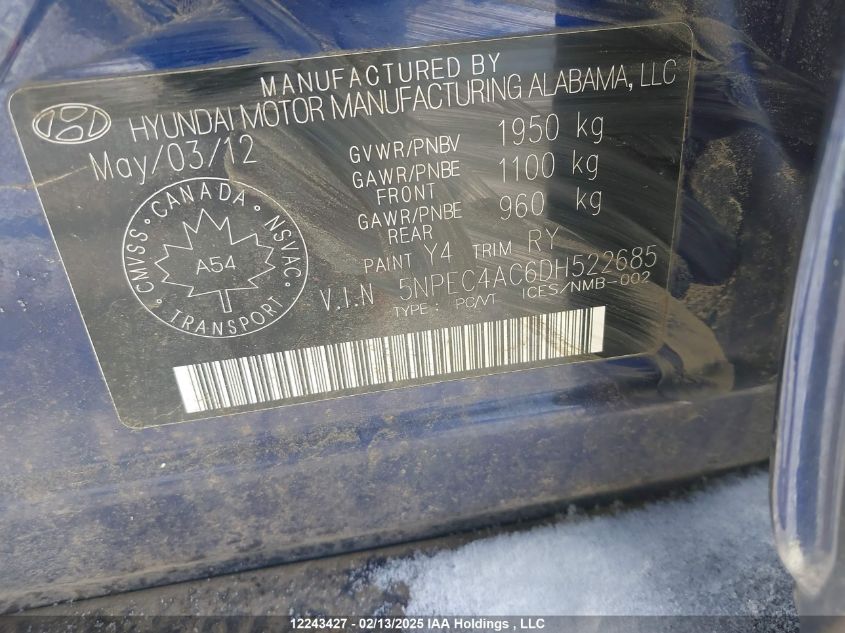 MANUFACTURED BY
HYUNDAI MOTOR MANUFACTURING ALABAMA, LLC
May/03/12
GVWR/PNBV 1950 kg
GAWR/PNBE FRONT 1100 kg
GAWR/PNBE REAR 960 kg
PAINT Y4 TRIM RY
V.I.N 5NPEC4AC6DH522685
TYPE: PC/VT ICES/NMB-002
CMVSS · CANADA · NSVAC · TRANSPORT ·
A54
12243427 - 02/13/2025 IAA Holdings , LLC